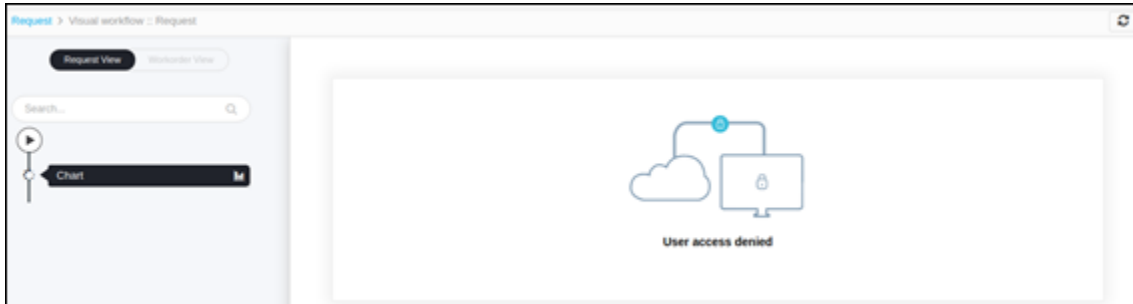 Request > Visual workflow :: Request
Request View
Workorder View
Search...
Chart
User access denied